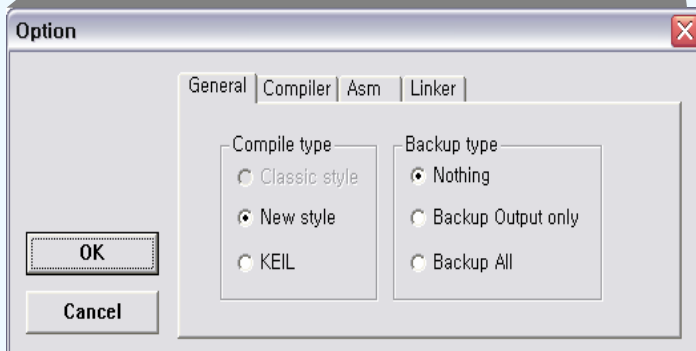 Option
General Compiler Asm Linker
Compile type
Classic style
New style
KEIL
Backup type
Nothing
Backup Output only
Backup All
OK
Cancel